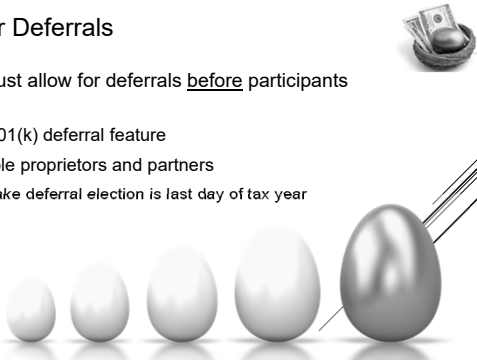 r Deferrals
ust allow for deferrals before participants
01(k) deferral feature
le proprietors and partners
ake deferral election is last day of tax year